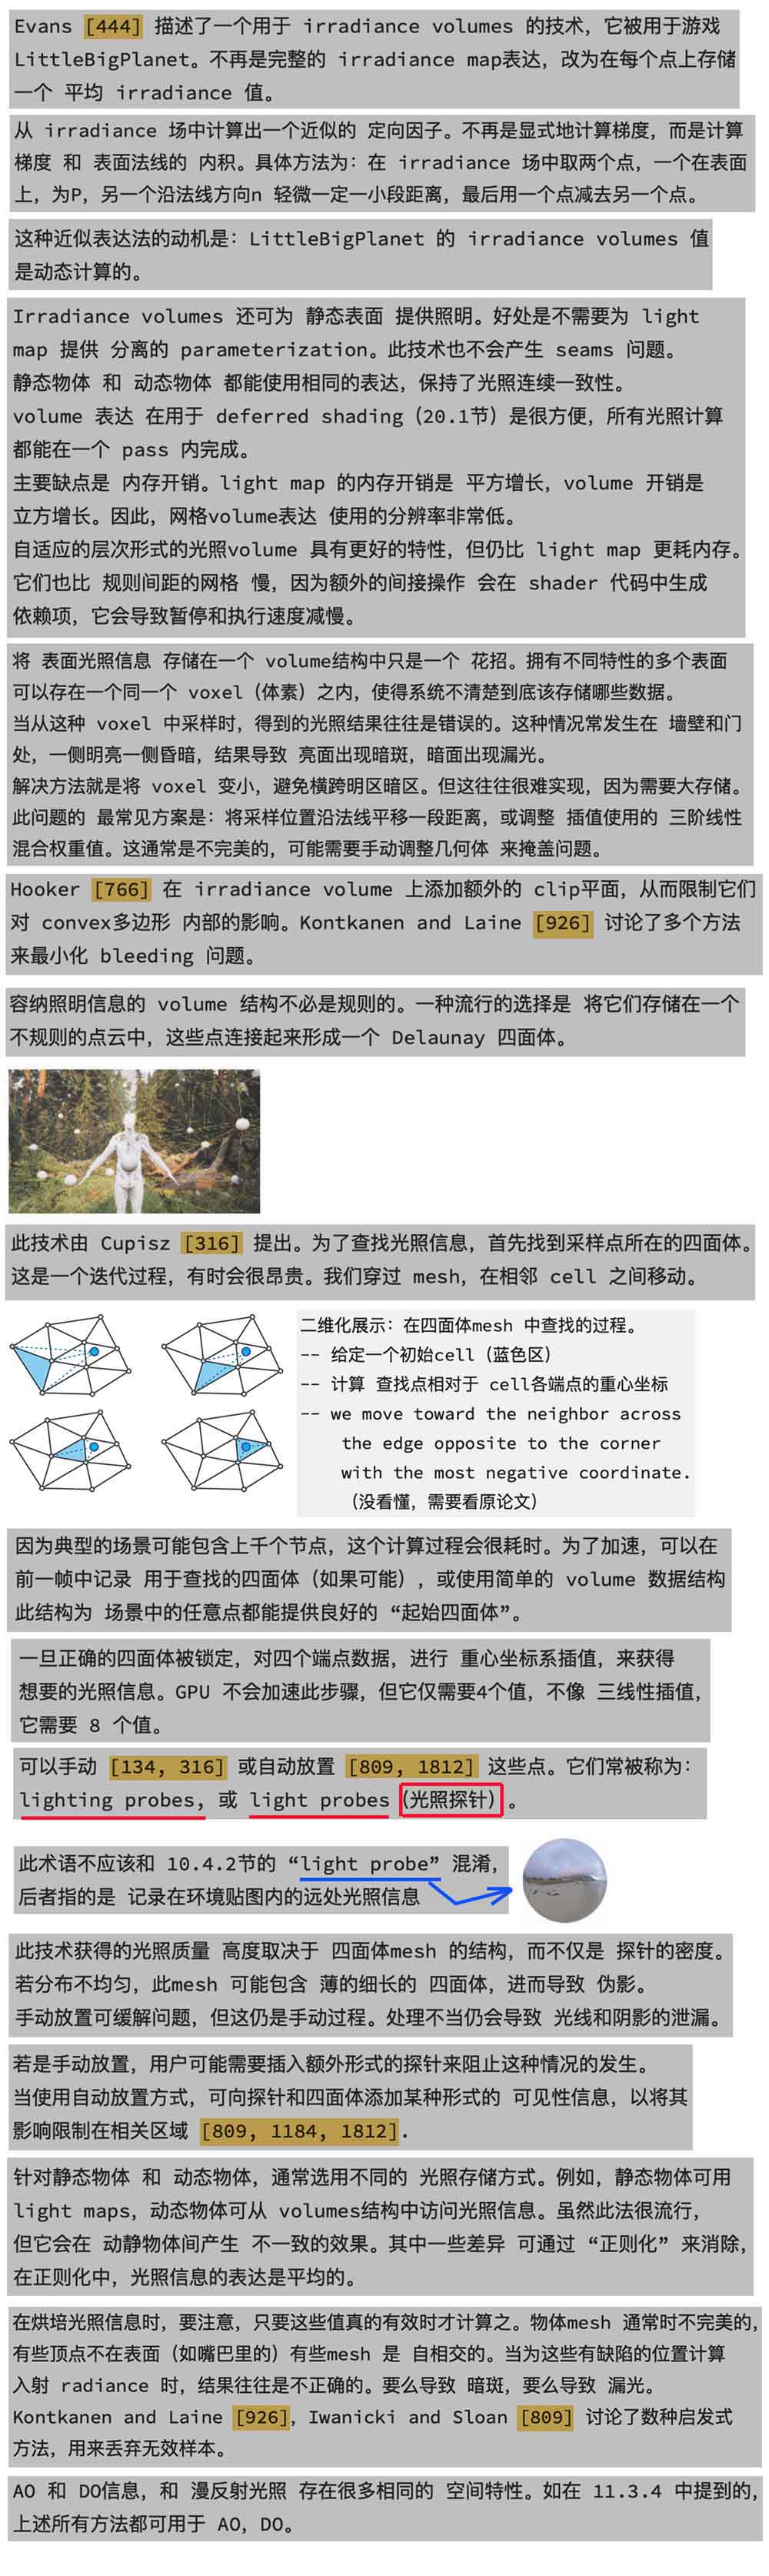 Evans [444] 描述了一个用于 irradiance volumes 的技术，它被用于游戏
LittleBigPlanet。不再是完整的 irradiance map表达，改为在每个点上存储
一个 平均 irradiance 值。
从 irradiance 场中计算出一个近似的 定向因子。不再是显式地计算梯度，而是计算
梯度 和 表面法线的 内积。具体方法为：在 irradiance 场中取两个点，一个在表面
上，为P，另一个沿法线方向n 轻微一定一小段距离，最后用一个点减去另一个点。
这种近似表达法的动机是：LittleBigPlanet 的 irradiance volumes 值
是动态计算的。
Irradiance volumes 还可为 静态表面 提供照明。好处是不需要为 light
map 提供 分离的 parameterization。此技术也不会产生 seams 问题。
静态物体 和 动态物体 都能使用相同的表达，保持了光照连续一致性。
volume 表达 在用于 deferred shading（20.1节）是很方便，所有光照计算
都能在一个 pass 内完成。
主要缺点是 内存开销。light map 的内存开销是 平方增长，volume 开销是
立方增长。因此，网格volume表达 使用的分辨率非常低。
自适应的层次形式的光照volume 具有更好的特性，但仍比 light map 更耗内存。
它们也比 规则间距的网格 慢，因为额外的间接操作 会在 shader 代码中生成
依赖项，它会导致暂停和执行速度减慢。
将 表面光照信息 存储在一个 volume结构中只是一个 花招。拥有不同特性的多个表面
可以存在一个同一个 voxel（体素）之内，使得系统不清楚到底该存储哪些数据。
当从这种 voxel 中采样时，得到的光照结果往往是错误的。这种情况常发生在 墙壁和门
处，一侧明亮一侧昏暗，结果导致 亮面出现暗斑，暗面出现漏光。
解决方法就是将 voxel 变小，避免横跨明区暗区。但这往往很难实现，因为需要大存储。
此问题的 最常见方案是：将采样位置沿法线平移一段距离，或调整 插值使用的 三阶线性
混合权重值。这通常是不完美的，可能需要手动调整几何体 来掩盖问题。
Hooker [766] 在 irradiance volume 上添加额外的 clip平面，从而限制它们
对 convex多边形 内部的影响。Kontkanen and Laine [926] 讨论了多个方法
来最小化 bleeding 问题。
容纳照明信息的 volume 结构不必是规则的。一种流行的选择是 将它们存储在一个
不规则的点云中，这些点连接起来形成一个 Delaunay 四面体。
此技术由 Cupisz [316] 提出。为了查找光照信息，首先找到采样点所在的四面体。
这是一个迭代过程，有时会很昂贵。我们穿过 mesh，在相邻 cell 之间移动。
二维化展示：在四面体mesh 中查找的过程。
-- 给定一个初始cell（蓝色区）
-- 计算 查找点相对于 cell各端点的重心坐标
-- we move toward the neighbor across
the edge opposite to the corner
with the most negative coordinate.
（没看懂，需要看原论文）
因为典型的场景可能包含上千个节点，这个计算过程会很耗时。为了加速，可以在
前一帧中记录 用于查找的四面体（如果可能），或使用简单的 volume 数据结构
此结构为 场景中的任意点都能提供良好的“起始四面体”。
一旦正确的四面体被锁定，对四个端点数据，进行 重心坐标系插值，来获得
想要的光照信息。GPU 不会加速此步骤，但它仅需要4个值，不像 三线性插值，
它需要 8 个值。
可以手动 [134, 316] 或自动放置 [809, 1812] 这些点。它们常被称为：
lighting probes, 或 light probes（光照探针）。
此术语不应该和 10.4.2节的 “light probe” 混淆，
后者指的是 记录在环境贴图内的远处光照信息
此技术获得的光照质量 高度取决于 四面体mesh 的结构，而不仅是 探针的密度。
若分布不均匀，此mesh 可能包含 薄的细长的 四面体，进而导致 伪影。
手动放置可缓解问题，但这仍是手动过程。处理不当仍会导致 光线和阴影的泄漏。
若是手动放置，用户可能需要插入额外形式的探针来阻止这种情况的发生。
当使用自动放置方式，可向探针和四面体添加某种形式的 可见性信息，以将其
影响限制在相关区域 [809, 1184, 1812].
针对静态物体 和 动态物体，通常选用不同的 光照存储方式。例如，静态物体可用
light maps，动态物体可从 volumes结构中访问光照信息。虽然此法很流行，
但它会在 动静物体间产生 不一致的效果。其中一些差异 可通过 “正则化” 来消除，
在正则化中，光照信息的表达是平均的。
在烘培光照信息时，要注意，只要这些值真的有效时才计算之。物体mesh 通常时不完美的，
有些顶点不在表面（如嘴巴里的）有些mesh 是 自相交的。当为这些有缺陷的位置计算
入射 radiance 时，结果往往是不正确的。要么导致 暗斑，要么导致 漏光。
Kontkanen and Laine [926], Iwanicki and Sloan [809] 讨论了数种启发式
方法，用来丢弃无效样本。
AO 和 DO信息，和 漫反射光照 存在很多相同的 空间特性。如在 11.3.4 中提到的，
上述所有方法都可用于 AO, DO。